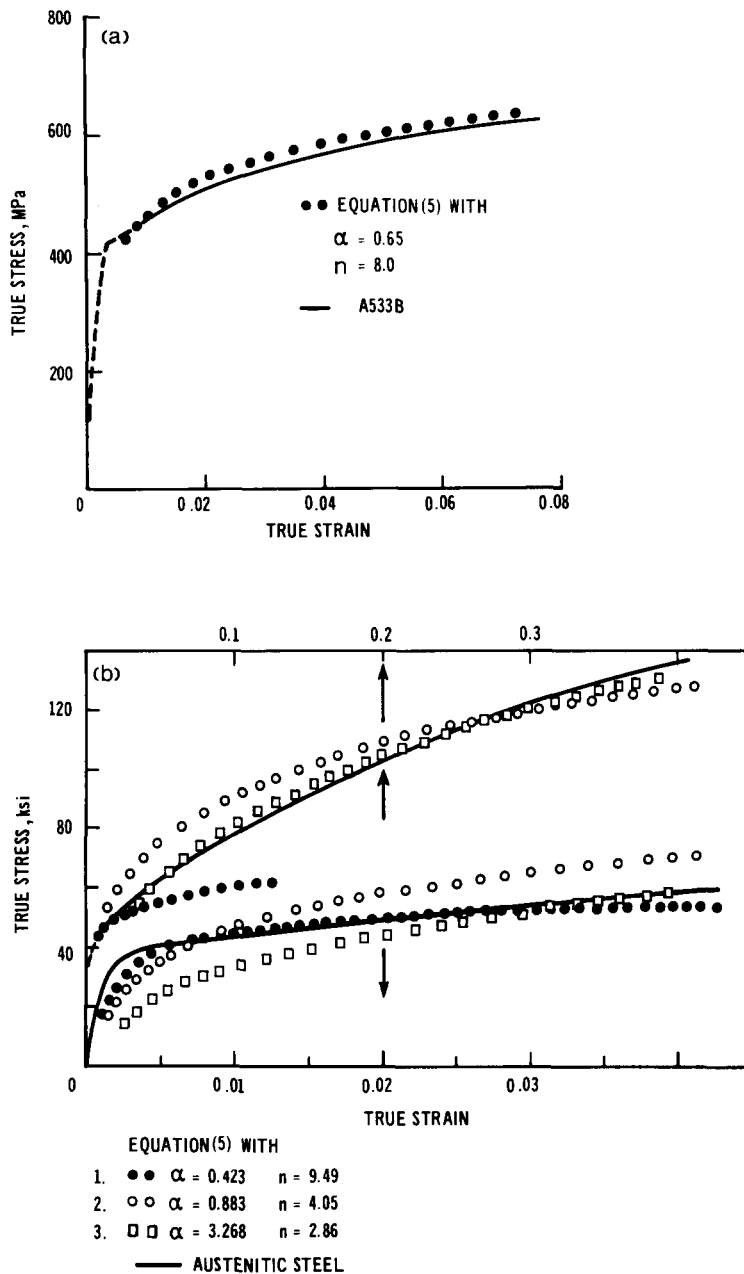 (a)
800
600
400
200
0
0.02
0.04
0.06
0.08
TRUE STRESS, MPa
TRUE STRAIN
●● EQUATION(5) WITH
α = 0.65
n = 8.0
— A533B
(b)
0.1
0.2
0.3
120
80
40
0
0.01
0.02
0.03
TRUE STRESS, ksi
TRUE STRAIN
EQUATION(5) WITH
1. ●● α = 0.423 n = 9.49
2. ○○ α = 0.883 n = 4.05
3. □□ α = 3.268 n = 2.86
— AUSTENITIC STEEL